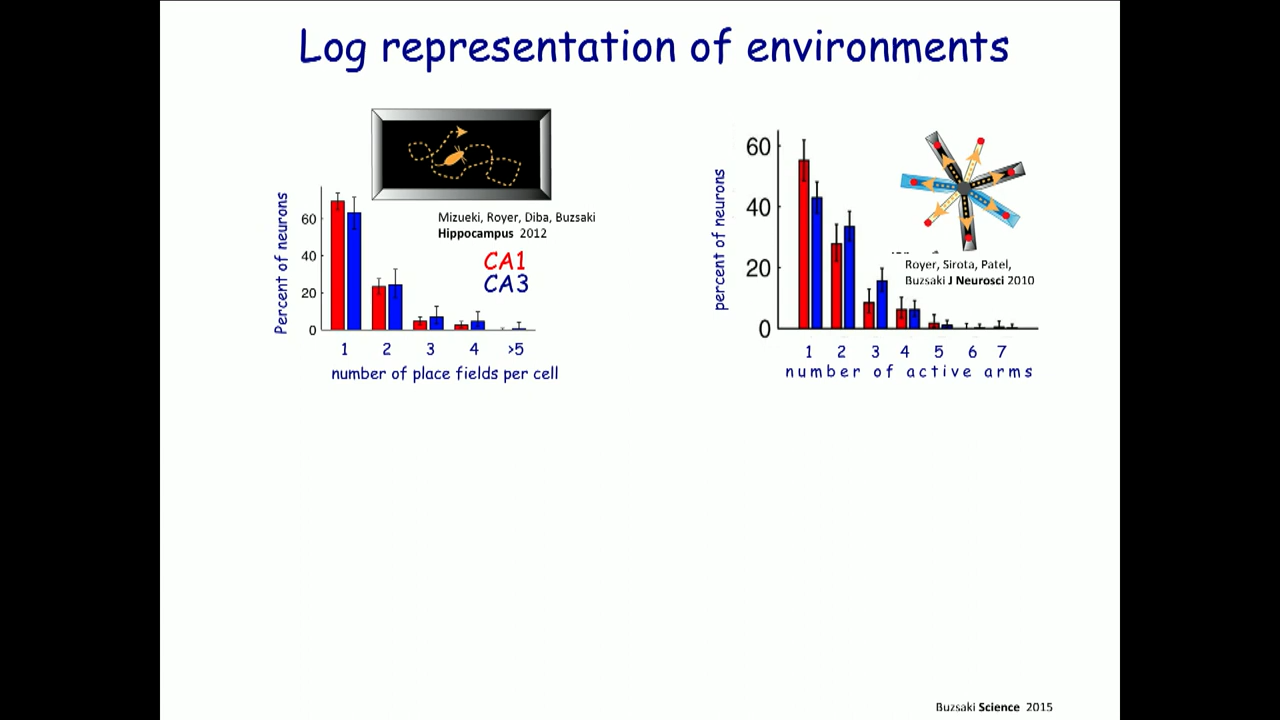 Log representation of environments
Percent of neurons
60
40
20
0
1 2 3 4 >5
number of place fields per cell
Mizueki, Royer, Diba, Buzsaki
Hippocampus 2012
CA1
CA3
percent of neurons
60
40
20
0
1 2 3 4 5 6 7
number of active arms
Royer, Sirota, Patel,
Buzsaki J Neurosci 2010
Buzsaki Science 2015